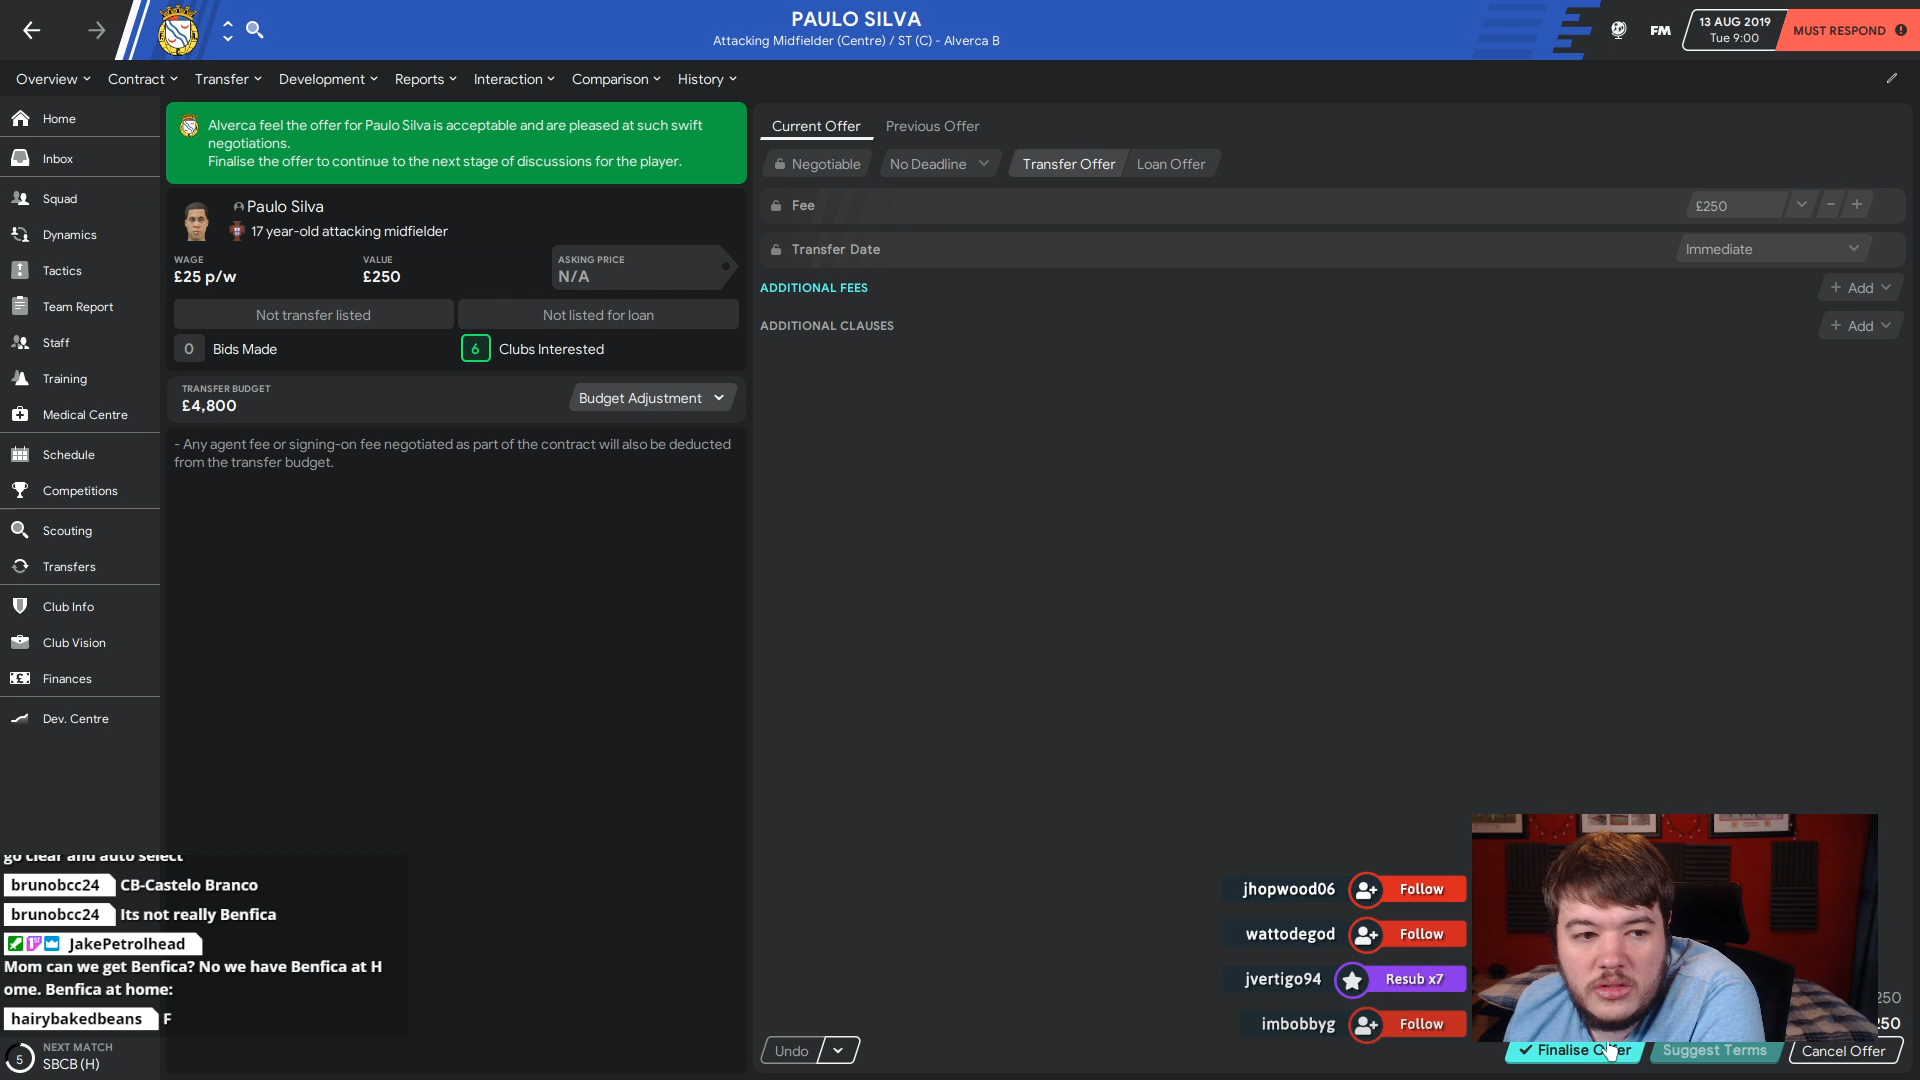 PAULO SILVA
Attacking Midfielder (Centre) / ST (C) - Alverca B
FM
13 AUG 2019
Tue 9:00
MUST RESPOND
Overview
Contract
Transfer
Development
Reports
Interaction
Comparison
History
Home
Inbox
Squad
Dynamics
Tactics
Team Report
Staff
Training
Medical Centre
Schedule
Competitions
Scouting
Transfers
Club Info
Club Vision
Finances
Dev. Centre
Alverca feel the offer for Paulo Silva is acceptable and are pleased at such swift
negotiations.
Finalise the offer to continue to the next stage of discussions for the player.
Paulo Silva
17 year-old attacking midfielder
WAGE
£25 p/w
VALUE
£250
ASKING PRICE
N/A
Not transfer listed
Not listed for loan
0 Bids Made
6 Clubs Interested
TRANSFER BUDGET
£4,800
Budget Adjustment
- Any agent fee or signing-on fee negotiated as part of the contract will also be deducted
from the transfer budget.
Current Offer
Previous Offer
Negotiable
No Deadline
Transfer Offer
Loan Offer
Fee
£250
Transfer Date
Immediate
ADDITIONAL FEES
+ Add
ADDITIONAL CLAUSES
+ Add
go clear and auto select
brunobcc24 CB-Castelo Branco
brunobcc24 Its not really Benfica
1ST JakePetrolhead
Mom can we get Benfica? No we have Benfica at H
ome. Benfica at home:
hairybakedbeans F
5
NEXT MATCH
SBCB (H)
jhopwood06 Follow
wattodegod Follow
jvertigo94 Resub x7
imbobbyg Follow
250
50
Undo
Finalise Offer
Suggest Terms
Cancel Offer